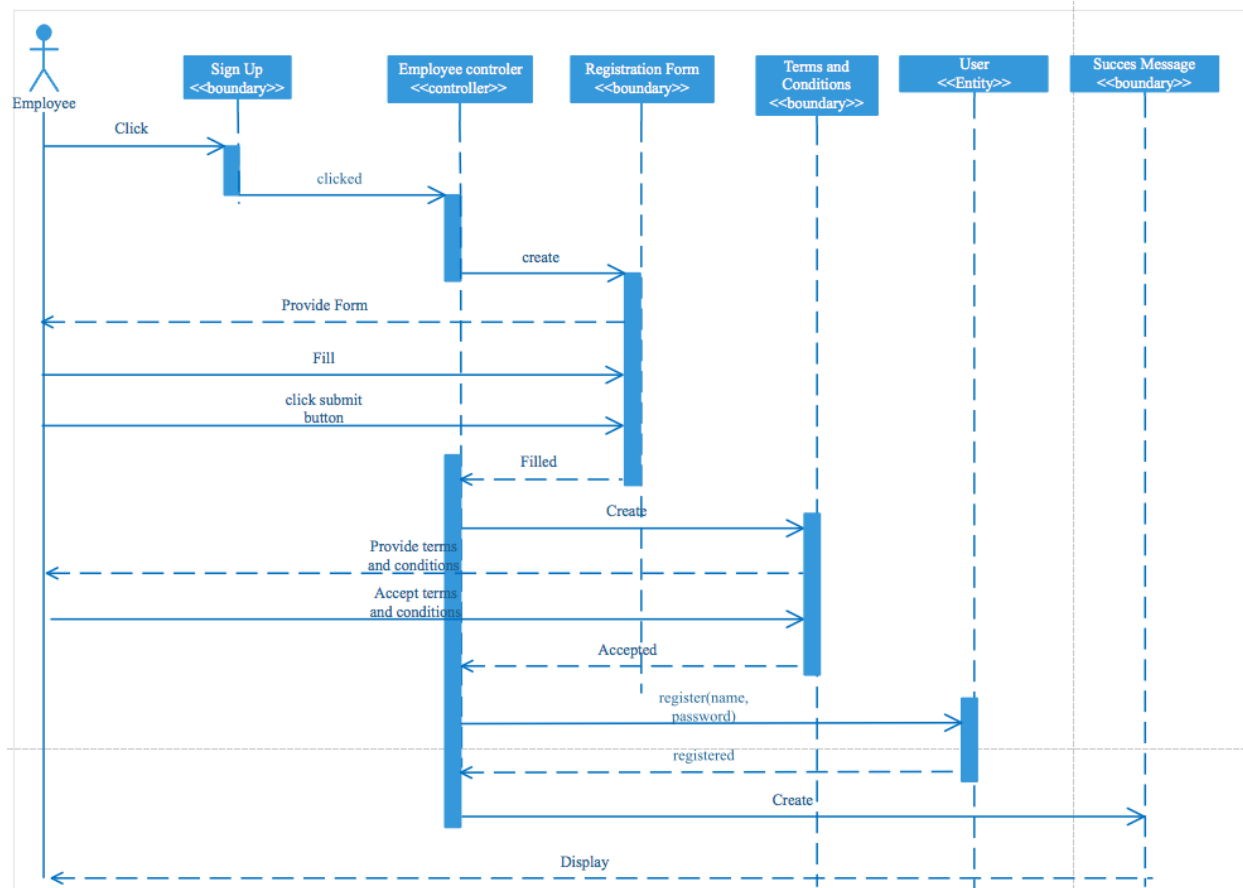 Employee
Sign Up
<<boundary>>
Employee controler
<<controller>>
Registration Form
<<boundary>>
Terms and
Conditions
<<boundary>>
User
<<Entity>>
Succes Message
<<boundary>>
Click
clicked
create
Provide Form
Fill
click submit
button
Filled
Create
Provide terms
and conditions
Accept terms
and conditions
Accepted
register(name,
password)
registered
Create
Display